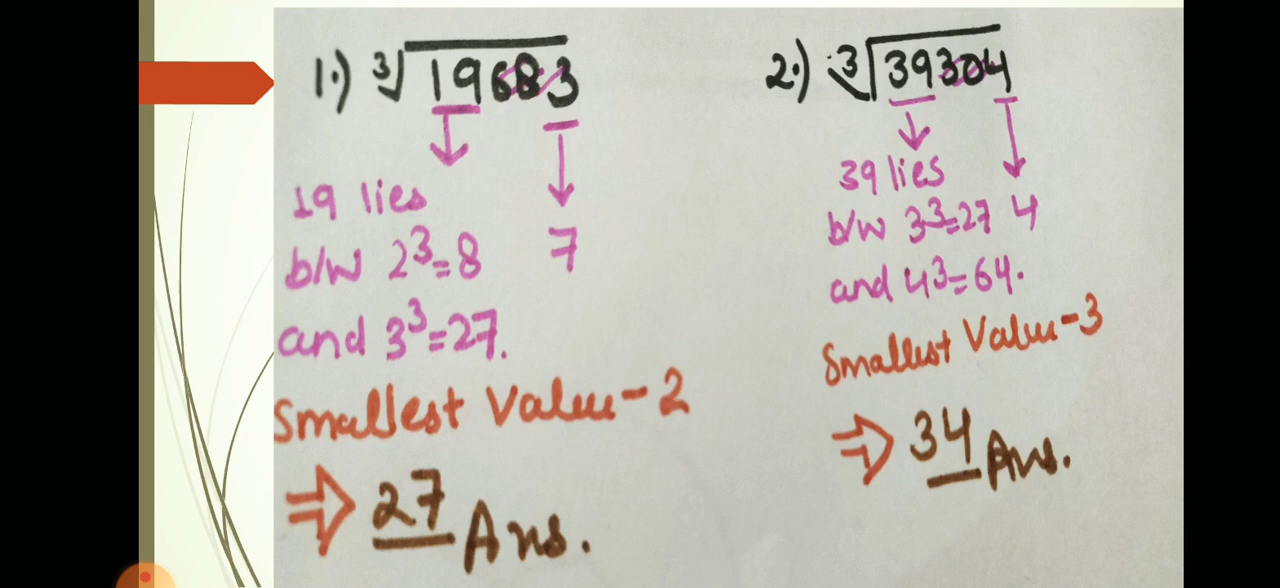 1.) ∛19683
19 lies
b/w 2³=8
and 3³=27.
7
Smallest Value-2
⇒ 27 Ans.
2.) ∛39304
39 lies
b/w 3³=27
and 4³=64.
4
Smallest Value-3
⇒ 34 Ans.